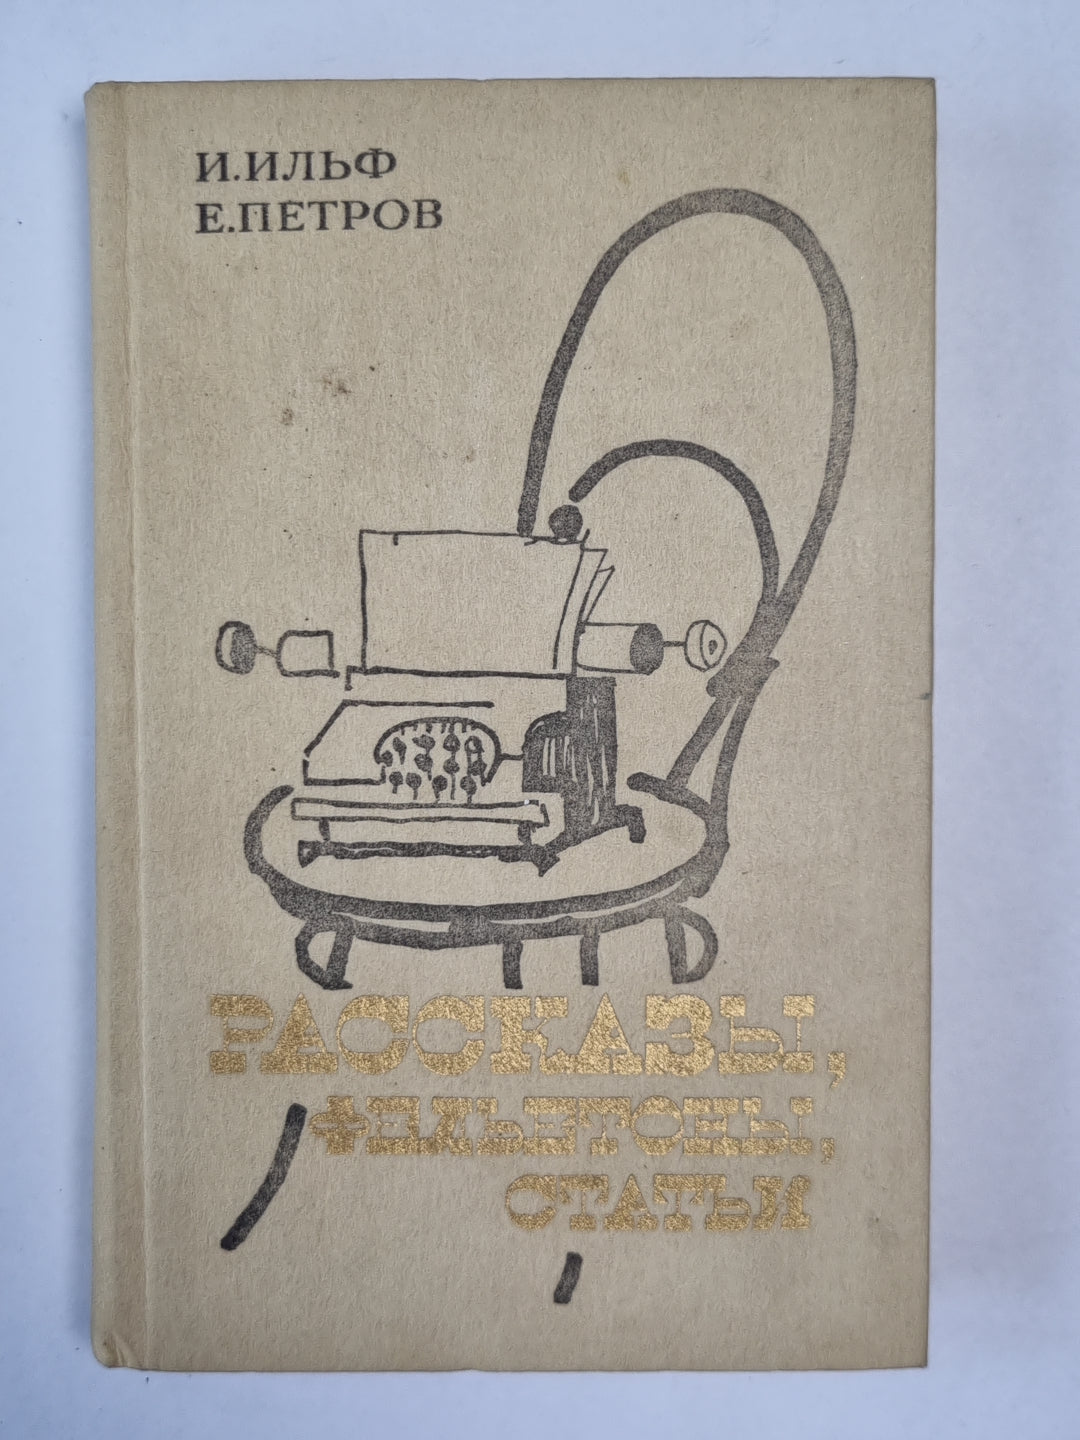 И.ИЛЬФ
Е.ПЕТРОВ
РАССКАЗЫ,
ФЕЛЬЕТОНЫ,
СТАТЬИ